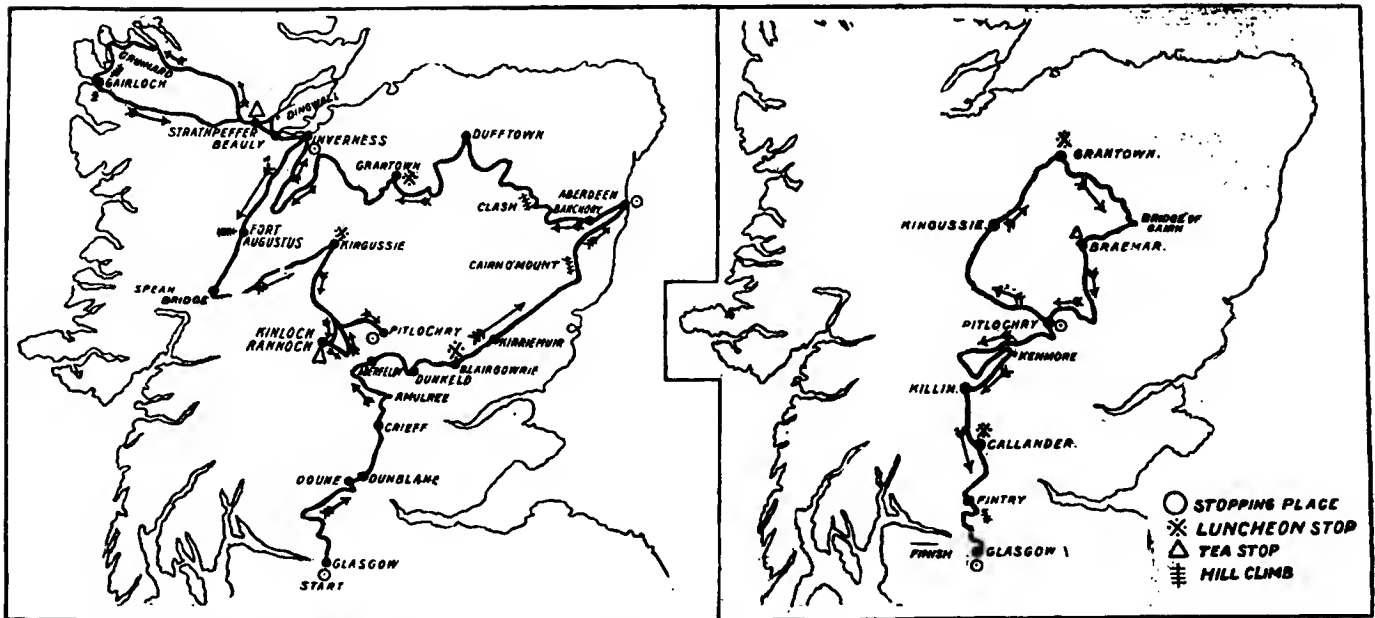 GRUINARD
GAIRLOCH
DINGWALL
STRATHPEFFER
BEAULY
INVERNESS
DUFFTOWN
GRANTOWN
ABERDEEN
BANCHORY
CLASH
FORT
AUGUSTUS
KINGUSSIE
CAIRN O'MOUNT
SPEAN
BRIDGE
PITLOCHRY
KINLOCH
RANNOCH
KIRRIEMUIR
ABERFELDY
DUNKELD
BLAIRGOWRIE
AMULREE
CRIEFF
DOUNE
DUNBLANE
GLASGOW
START
GRANTOWN.
KINGUSSIE.
BRIDGE OF
GAIRN
BRAEMAR.
PITLOCHRY
KENMORE
KILLIN.
CALLANDER.
FINTRY
FINISH
GLASGOW
STOPPING PLACE
LUNCHEON STOP
TEA STOP
HILL CLIMB